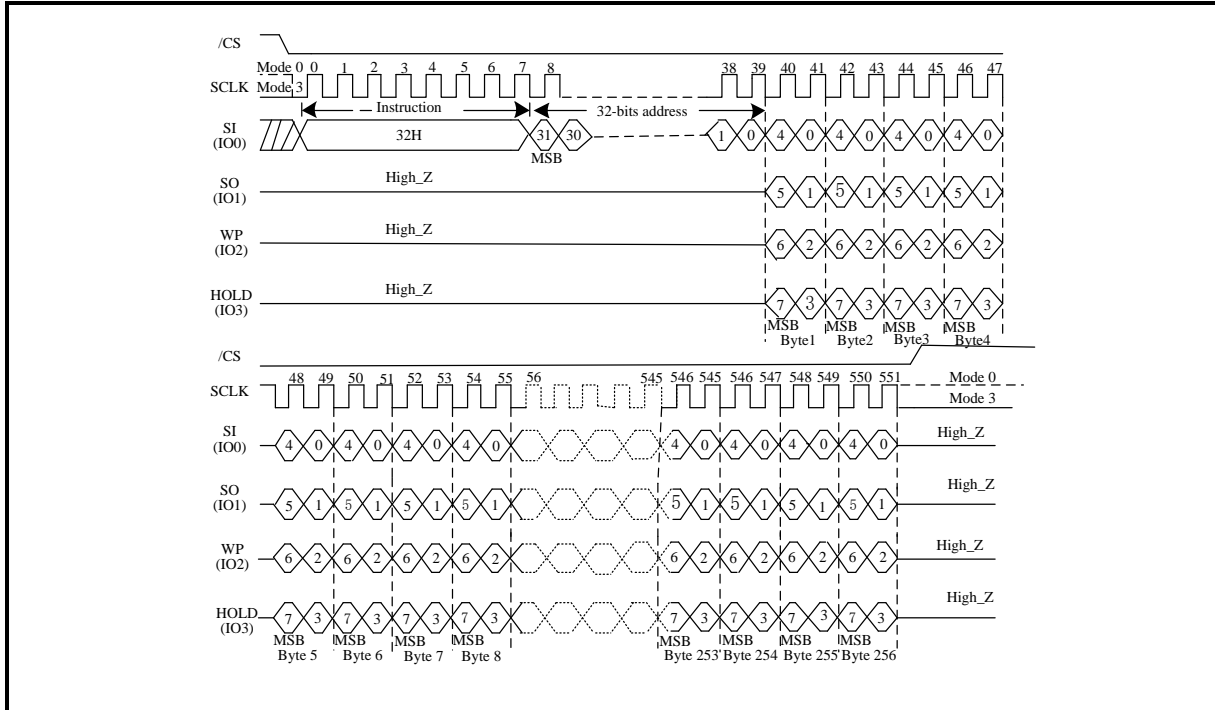 /CS
Mode 0 0 1 2 3 4 5 6 7 8 38 39 40 41 42 43 44 45 46 47
SCLK Mode 3
Instruction 32-bits address
SI
(IO0)
32H 31 30 1 0 4 0 4 0 4 0 4 0
MSB
SO
(IO1)
High_Z 5 1 5 1 5 1 5 1
WP
(IO2)
High_Z 6 2 6 2 6 2 6 2
HOLD
(IO3)
High_Z 7 3 7 3 7 3 7 3
MSB MSB MSB MSB
Byte1 Byte2 Byte3 Byte4
/CS
SCLK 48 49 50 51 52 53 54 55 56 545 546 545 546 547 548 549 550 551 Mode 0
Mode 3
SI
(IO0)
4 0 4 0 4 0 4 0 4 0 4 0 4 0 4 0 High_Z
SO
(IO1)
5 1 5 1 5 1 5 1 5 1 5 1 5 1 5 1 High_Z
WP
(IO2)
6 2 6 2 6 2 6 2 6 2 6 2 6 2 6 2 High_Z
HOLD
(IO3)
7 3 7 3 7 3 7 3 7 3 7 3 7 3 7 3 High_Z
MSB MSB MSB MSB MSB MSB MSB MSB
Byte 5 Byte 6 Byte 7 Byte 8 Byte 253 Byte 254 Byte 255 Byte 256